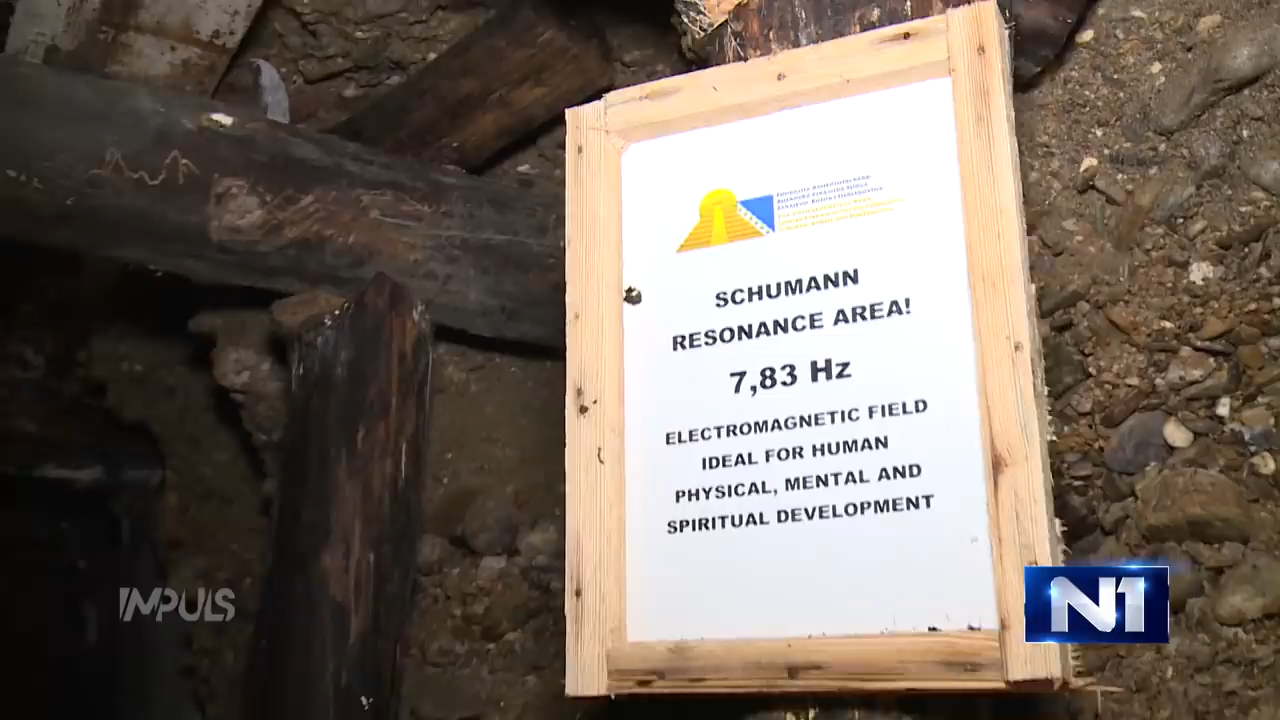 SCHUMANN
RESONANCE AREA!
7,83 Hz
ELECTROMAGNETIC FIELD
IDEAL FOR HUMAN
PHYSICAL, MENTAL AND
SPIRITUAL DEVELOPMENT
IMPULS
N1